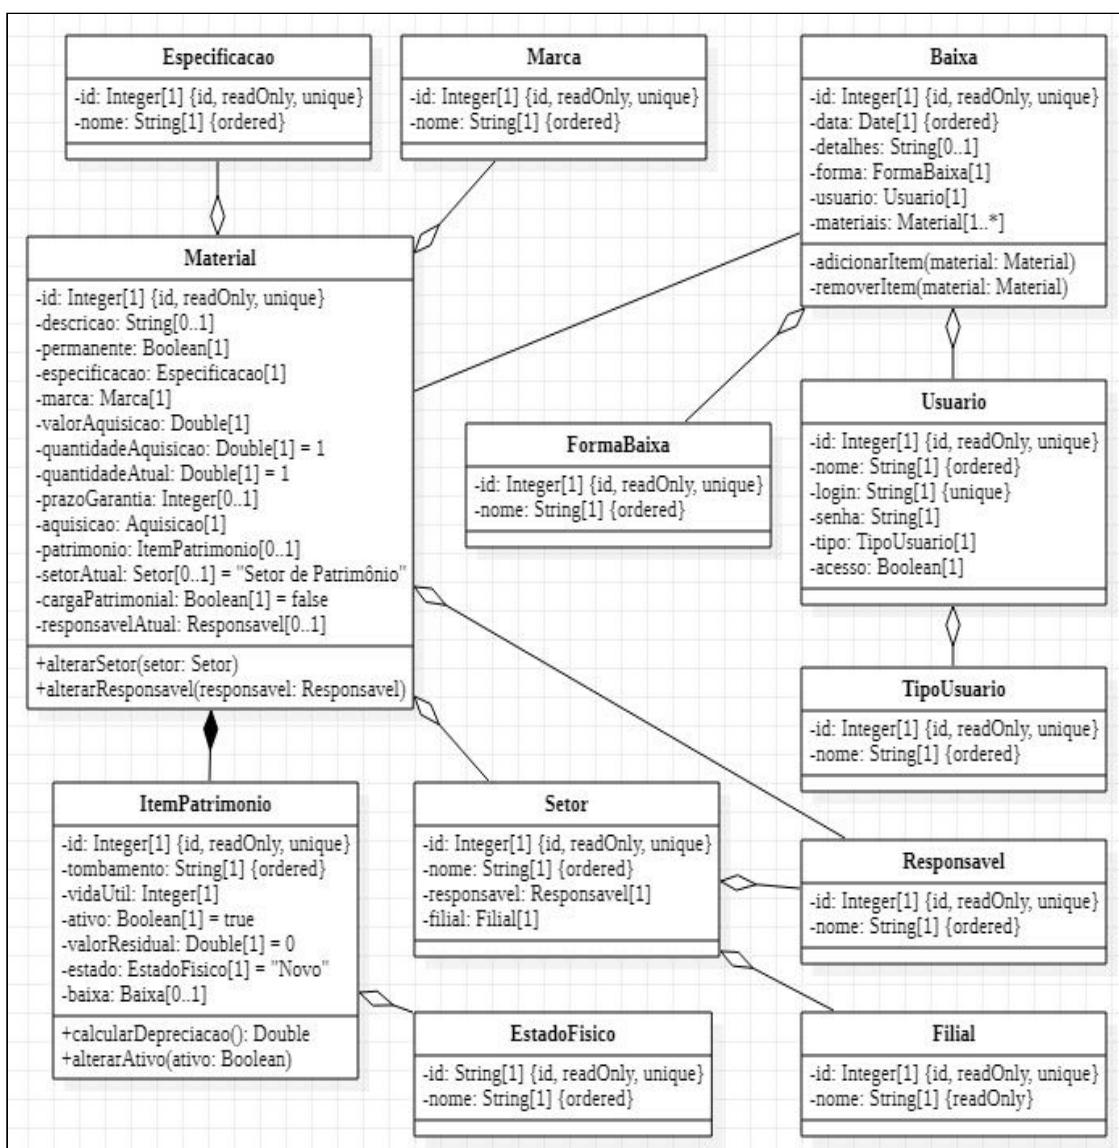 Especificacao
-id: Integer[1] {id, readOnly, unique}
-nome: String[1] {ordered}
Marca
-id: Integer[1] {id, readOnly, unique}
-nome: String[1] {ordered}
Baixa
-id: Integer[1] {id, readOnly, unique}
-data: Date[1] {ordered}
-detalhes: String[0..1]
-forma: FormaBaixa[1]
-usuario: Usuario[1]
-materiais: Material[1..*]
-adicionarItem(material: Material)
-removerItem(material: Material)
Material
-id: Integer[1] {id, readOnly, unique}
-descricao: String[0..1]
-permanente: Boolean[1]
-especificacao: Especificacao[1]
-marca: Marca[1]
-valorAquisicao: Double[1]
-quantidadeAquisicao: Double[1] = 1
-quantidadeAtual: Double[1] = 1
-prazoGarantia: Integer[0..1]
-aquisicao: Aquisicao[1]
-patrimonio: ItemPatrimonio[0..1]
-setorAtual: Setor[0..1] = "Setor de Patrimônio"
-cargaPatrimonial: Boolean[1] = false
-responsavelAtual: Responsavel[0..1]
+alterarSetor(setor: Setor)
+alterarResponsavel(responsavel: Responsavel)
FormaBaixa
-id: Integer[1] {id, readOnly, unique}
-nome: String[1] {ordered}
Usuario
-id: Integer[1] {id, readOnly, unique}
-nome: String[1] {ordered}
-login: String[1] {unique}
-senha: String[1]
-tipo: TipoUsuario[1]
-acesso: Boolean[1]
TipoUsuario
-id: Integer[1] {id, readOnly, unique}
-nome: String[1] {ordered}
ItemPatrimonio
-id: Integer[1] {id, readOnly, unique}
-tombamento: String[1] {ordered}
-vidaUtil: Integer[1]
-ativo: Boolean[1] = true
-valorResidual: Double[1] = 0
-estado: EstadoFisico[1] = "Novo"
-baixa: Baixa[0..1]
+calcularDepreciacao(): Double
+alterarAtivo(ativo: Boolean)
Setor
-id: Integer[1] {id, readOnly, unique}
-nome: String[1] {ordered}
-responsavel: Responsavel[1]
-filial: Filial[1]
Responsavel
-id: Integer[1] {id, readOnly, unique}
-nome: String[1] {ordered}
EstadoFisico
-id: String[1] {id, readOnly, unique}
-nome: String[1] {ordered}
Filial
-id: Integer[1] {id, readOnly, unique}
-nome: String[1] {readOnly}